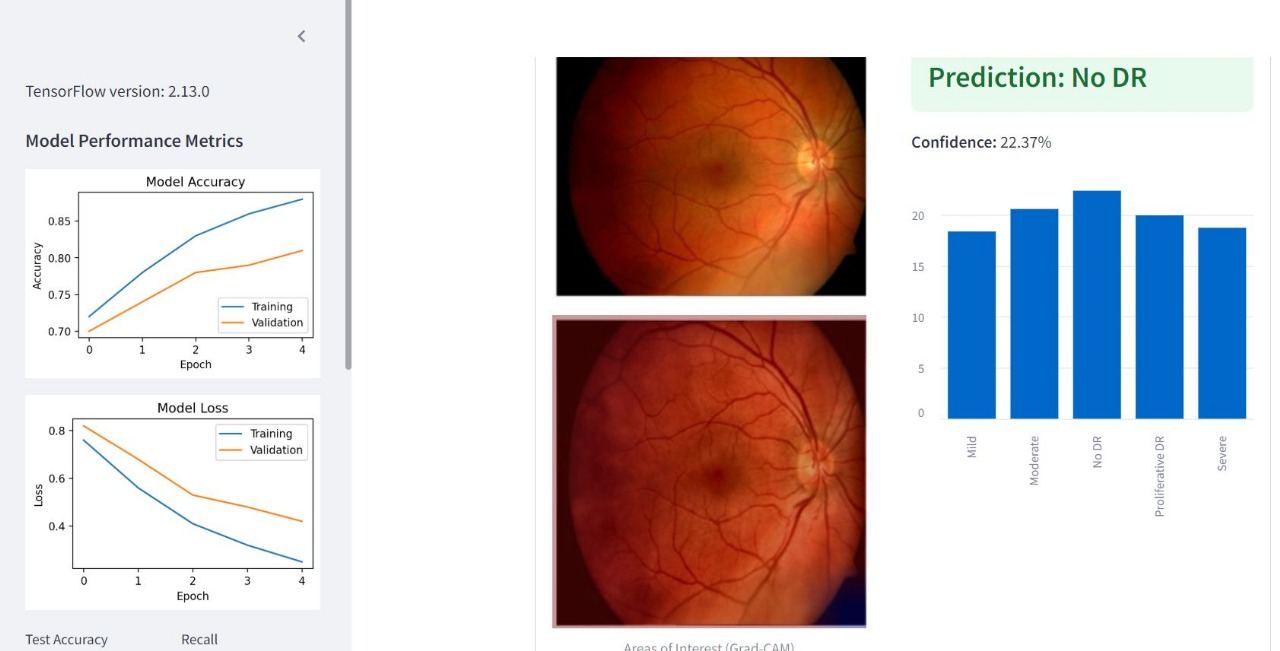 TensorFlow version: 2.13.0
Model Performance Metrics
Model Accuracy
0.85
0.80
0.75
0.70
Accuracy
Training
Validation
0 1 2 3 4
Epoch
Model Loss
0.8
0.6
0.4
Loss
Training
Validation
0 1 2 3 4
Epoch
Test Accuracy Recall
Areas of Interest (Grad-CAM)
Prediction: No DR
Confidence: 22.37%
20
15
10
5
0
Mild
Moderate
No DR
Proliferative DR
Severe